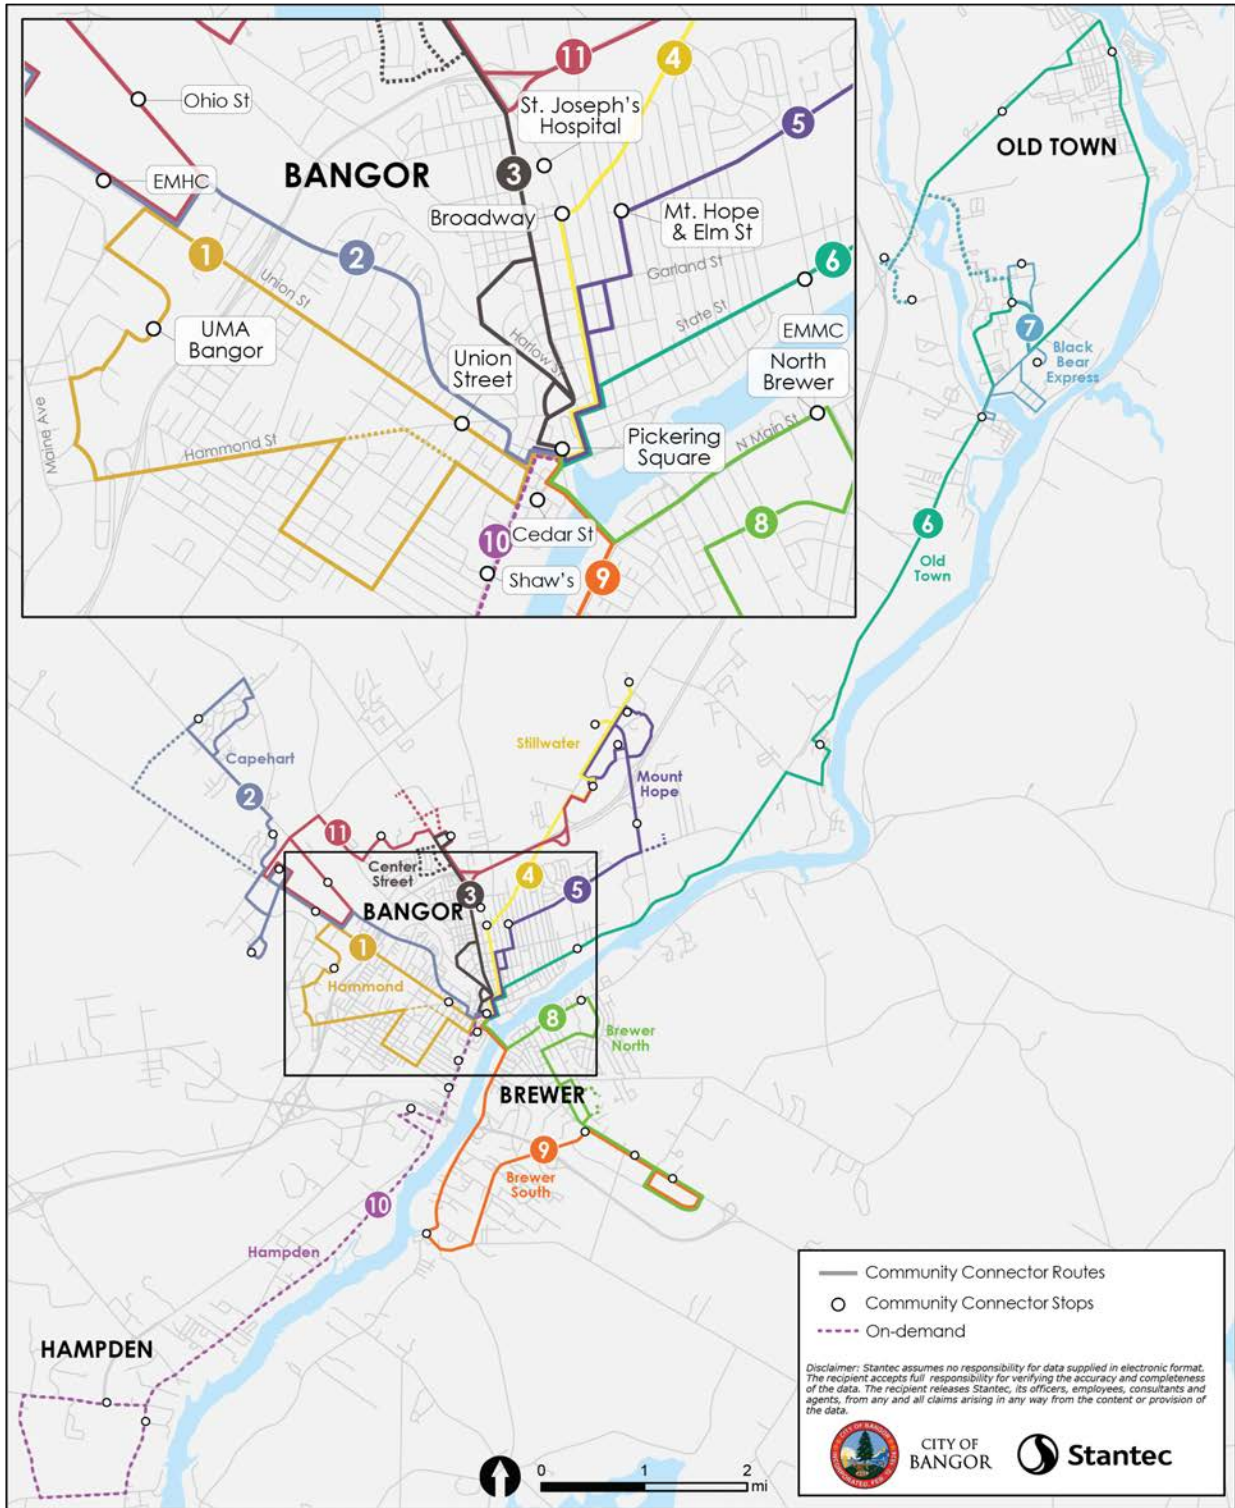 11
4
Ohio St
St. Joseph's
Hospital
5
BANGOR
3
EMHC
Broadway
Mt. Hope
& Elm St
1
2
6
Union St
Garland St
State St
UMA
Bangor
Harlow St
EMMC
Union
Street
North
Brewer
Maine Ave
Hammond St
N Main St
Pickering
Square
8
10
Cedar St
9
Shaw's
OLD TOWN
7
Black
Bear
Express
6
Old
Town
Capehart
2
Stillwater
Mount
Hope
11
Center
Street
4
3
5
BANGOR
1
Hammond
8
Brewer
North
BREWER
9
Brewer
South
10
Hampden
HAMPDEN
Community Connector Routes
Community Connector Stops
On-demand
Disclaimer: Stantec assumes no responsibility for data supplied in electronic format.
The recipient accepts full responsibility for verifying the accuracy and completeness
of the data. The recipient releases Stantec, its officers, employees, consultants and
agents, from any and all claims arising in any way from the content or provision of
the data.
CITY OF
BANGOR
Stantec
0 1 2
mi